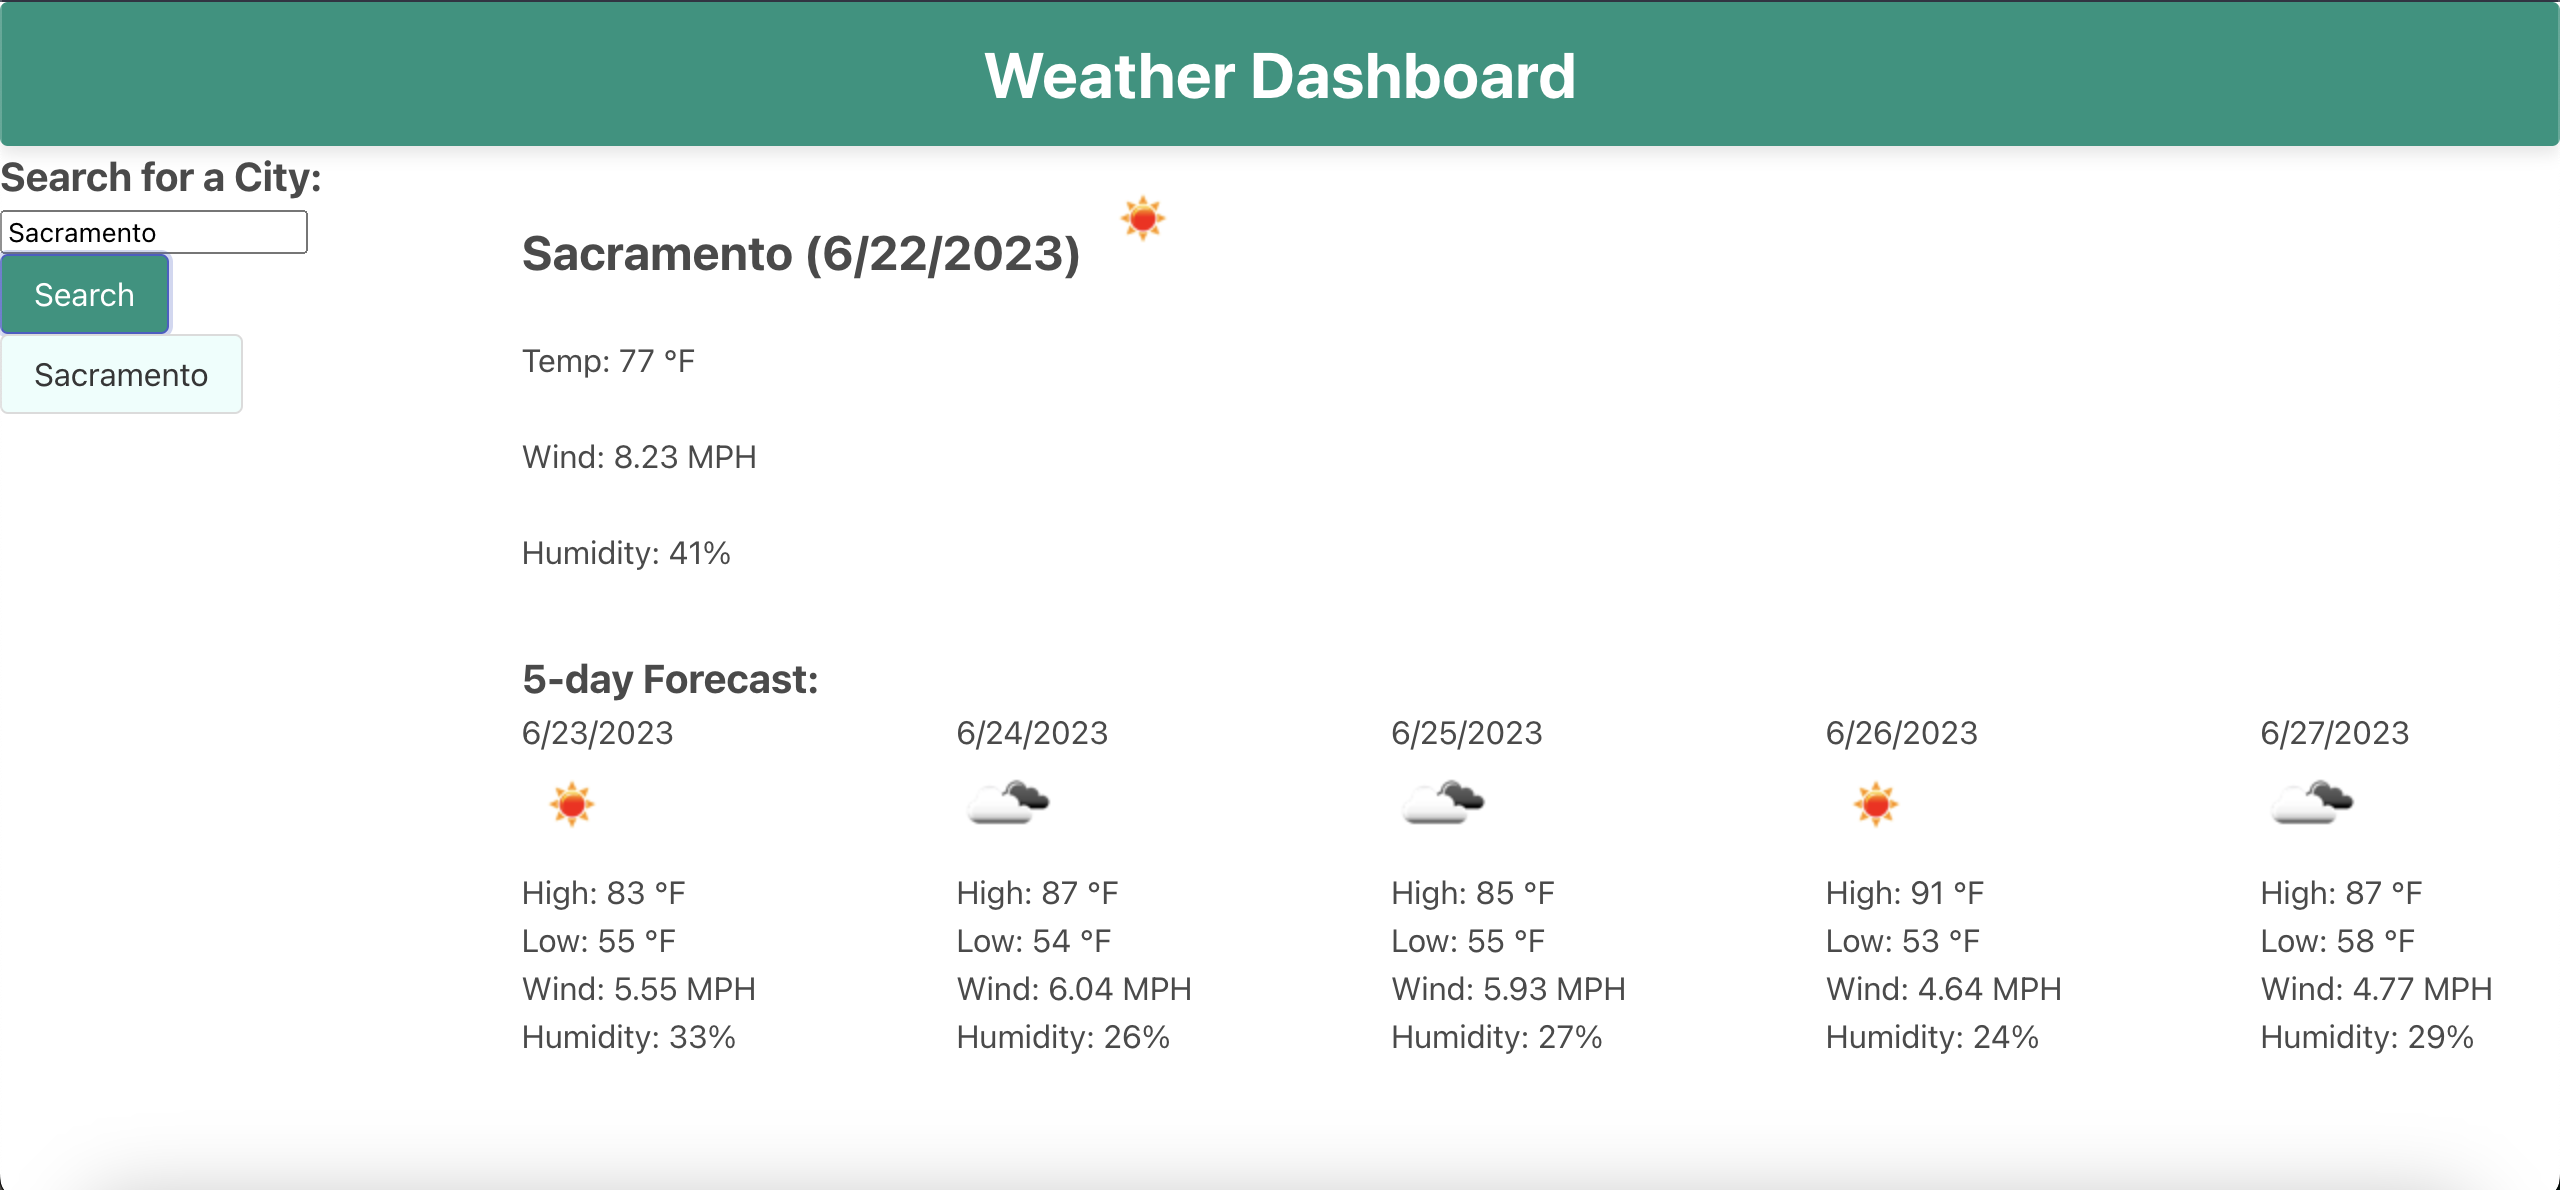 Weather Dashboard
Search for a City:
Sacramento
Search
Sacramento
Sacramento (6/22/2023)
Temp: 77 °F
Wind: 8.23 MPH
Humidity: 41%
5-day Forecast:
6/23/2023
High: 83 °F
Low: 55 °F
Wind: 5.55 MPH
Humidity: 33%
6/24/2023
High: 87 °F
Low: 54 °F
Wind: 6.04 MPH
Humidity: 26%
6/25/2023
High: 85 °F
Low: 55 °F
Wind: 5.93 MPH
Humidity: 27%
6/26/2023
High: 91 °F
Low: 53 °F
Wind: 4.64 MPH
Humidity: 24%
6/27/2023
High: 87 °F
Low: 58 °F
Wind: 4.77 MPH
Humidity: 29%